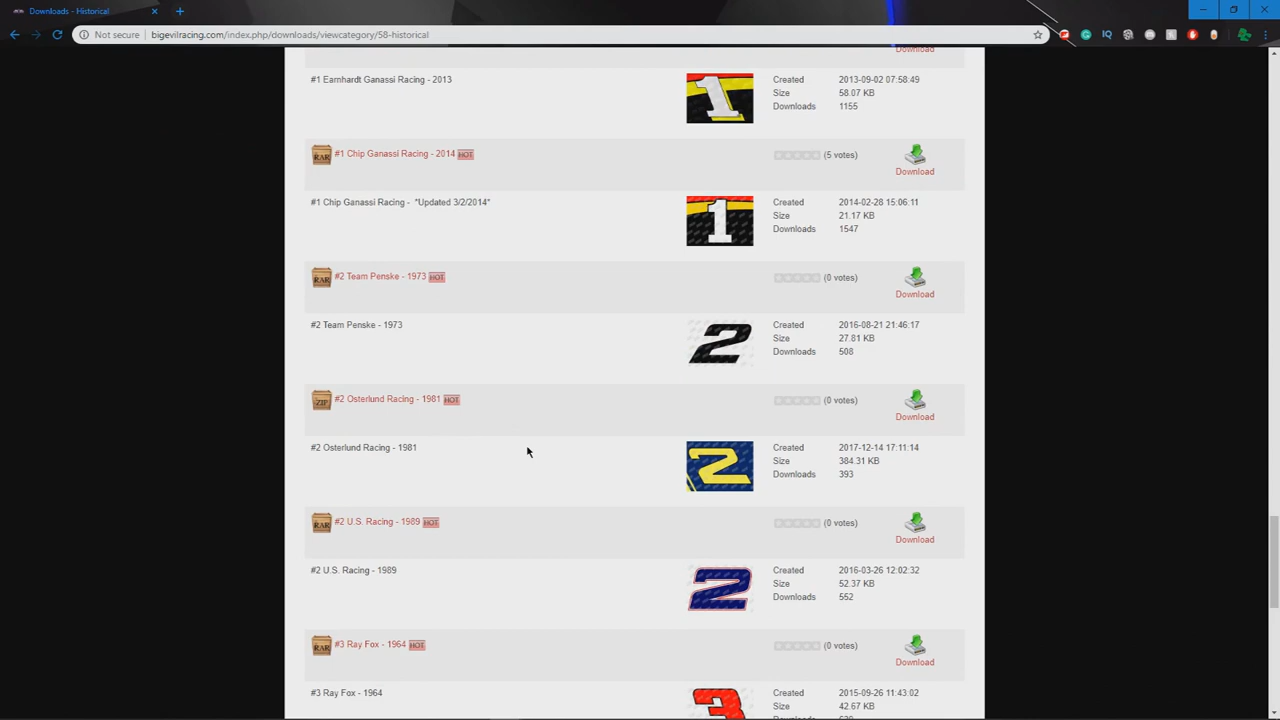 Downloads - Historical
Not secure | bigevilracing.com/index.php/downloads/viewcategory/58-historical
Download
#1 Earnhardt Ganassi Racing - 2013
1
Created 2013-09-02 07:58:49
Size 58.07 KB
Downloads 1155
RAR #1 Chip Ganassi Racing - 2014 HOT (5 votes)
Download
#1 Chip Ganassi Racing - "Updated 3/2/2014"
1
Created 2014-02-28 15:06:11
Size 21.17 KB
Downloads 1547
RAR #2 Team Penske - 1973 HOT (0 votes)
Download
#2 Team Penske - 1973
2
Created 2016-08-21 21:46:17
Size 27.81 KB
Downloads 508
ZIP #2 Osterlund Racing - 1981 HOT (0 votes)
Download
#2 Osterlund Racing - 1981
2
Created 2017-12-14 17:11:14
Size 384.31 KB
Downloads 393
RAR #2 U.S. Racing - 1989 HOT (0 votes)
Download
#2 U.S. Racing - 1989
2
Created 2016-03-26 12:02:32
Size 52.37 KB
Downloads 552
RAR #3 Ray Fox - 1964 HOT (0 votes)
Download
#3 Ray Fox - 1964
3
Created 2015-09-26 11:43:02
Size 42.67 KB